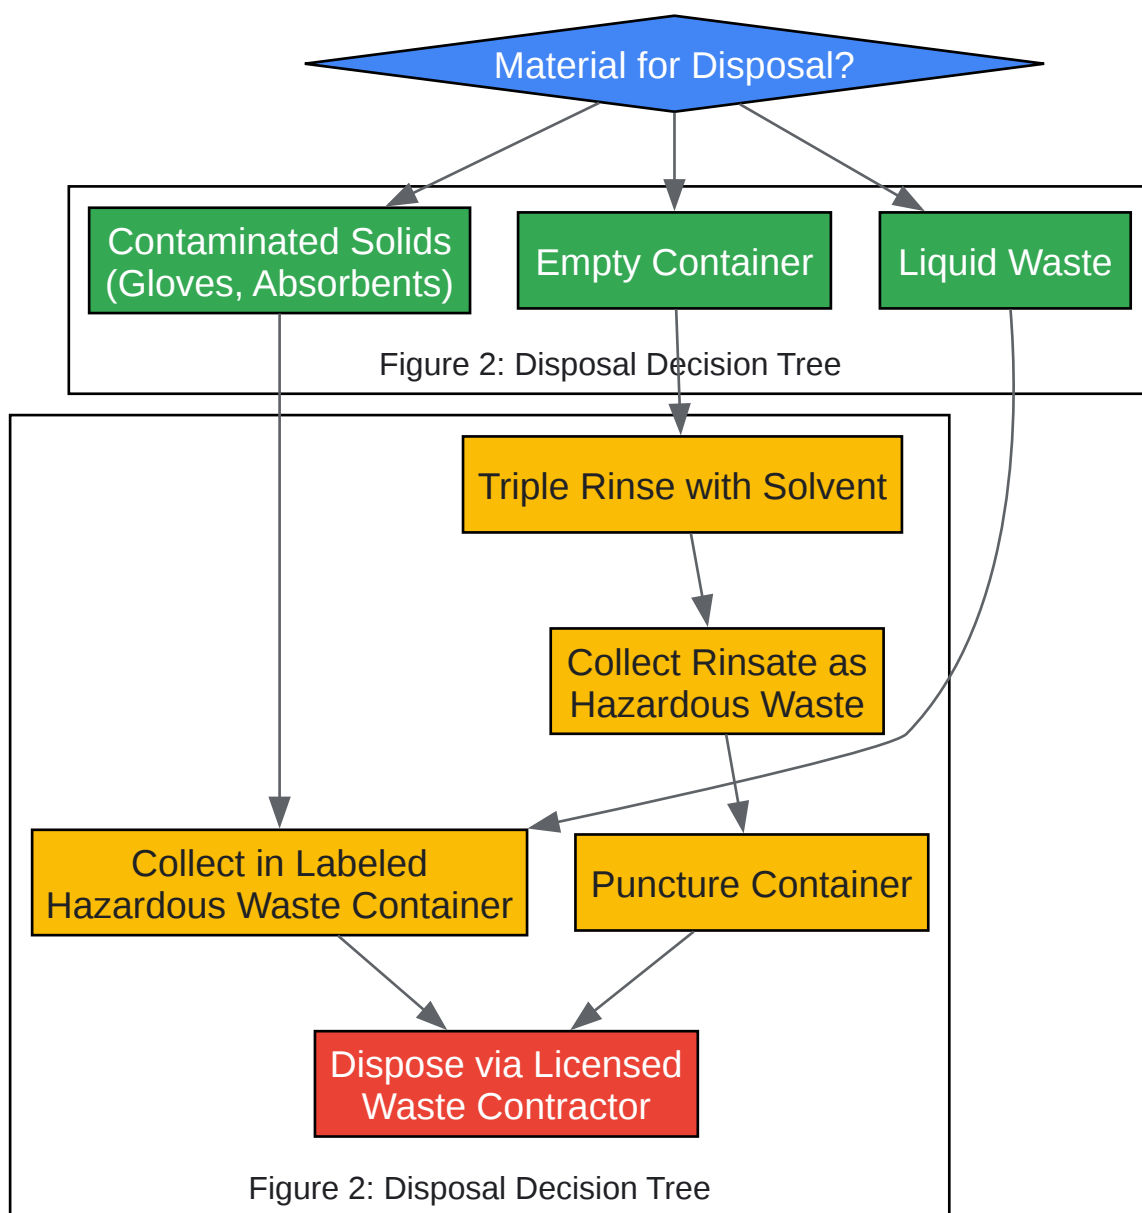 Material for Disposal?
Contaminated Solids
(Gloves, Absorbents)
Empty Container
Liquid Waste
Figure 2: Disposal Decision Tree
Triple Rinse with Solvent
Collect Rinsate as
Hazardous Waste
Collect in Labeled
Hazardous Waste Container
Puncture Container
Dispose via Licensed
Waste Contractor
Figure 2: Disposal Decision Tree